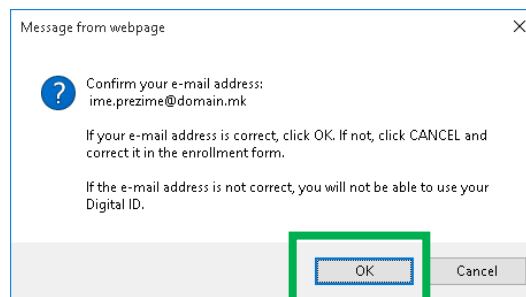 Message from webpage
Confirm your e-mail address:
ime.prezime@domain.mk
If your e-mail address is correct, click OK. If not, click CANCEL and
correct it in the enrollment form.
If the e-mail address is not correct, you will not be able to use your
Digital ID.
OK
Cancel